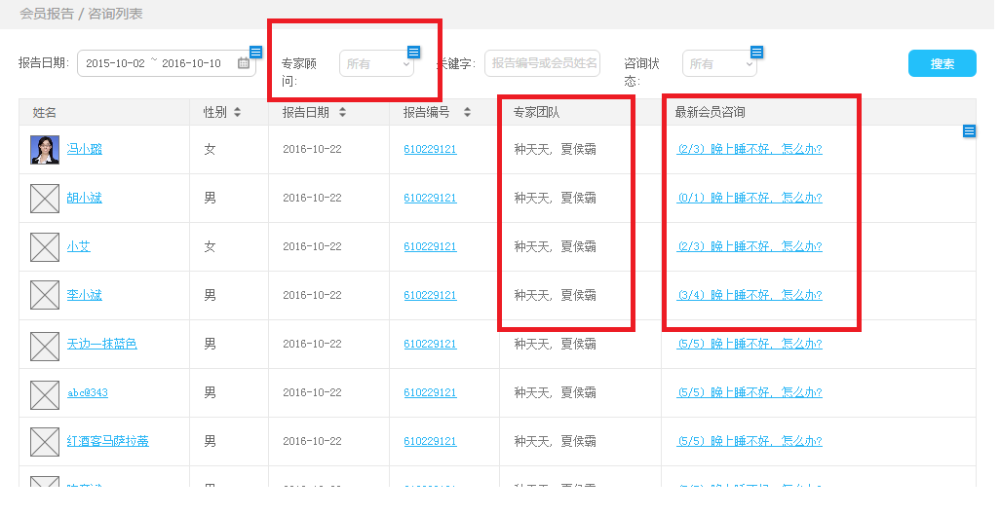 会员报告 / 咨询列表
报告日期: 2015-10-02 ~ 2016-10-10 专家顾问: 所有 关键字: 报告编号或会员姓名 咨询状态: 所有 搜索
姓名 性别 报告日期 报告编号 专家团队 最新会员咨询
冯小璐 女 2016-10-22 610229121 种天天, 夏侯霸 (2/3) 晚上睡不好, 怎么办?
胡小斌 男 2016-10-22 610229121 种天天, 夏侯霸 (0/1) 晚上睡不好, 怎么办?
小艾 女 2016-10-22 610229121 种天天, 夏侯霸 (2/3) 晚上睡不好, 怎么办?
李小斌 男 2016-10-22 610229121 种天天, 夏侯霸 (3/4) 晚上睡不好, 怎么办?
天边一抹蓝色 男 2016-10-22 610229121 种天天, 夏侯霸 (5/5) 晚上睡不好, 怎么办?
abc@343 男 2016-10-22 610229121 种天天, 夏侯霸 (5/5) 晚上睡不好, 怎么办?
红酒客马萨拉蒂 男 2016-10-22 610229121 种天天, 夏侯霸 (5/5) 晚上睡不好, 怎么办?